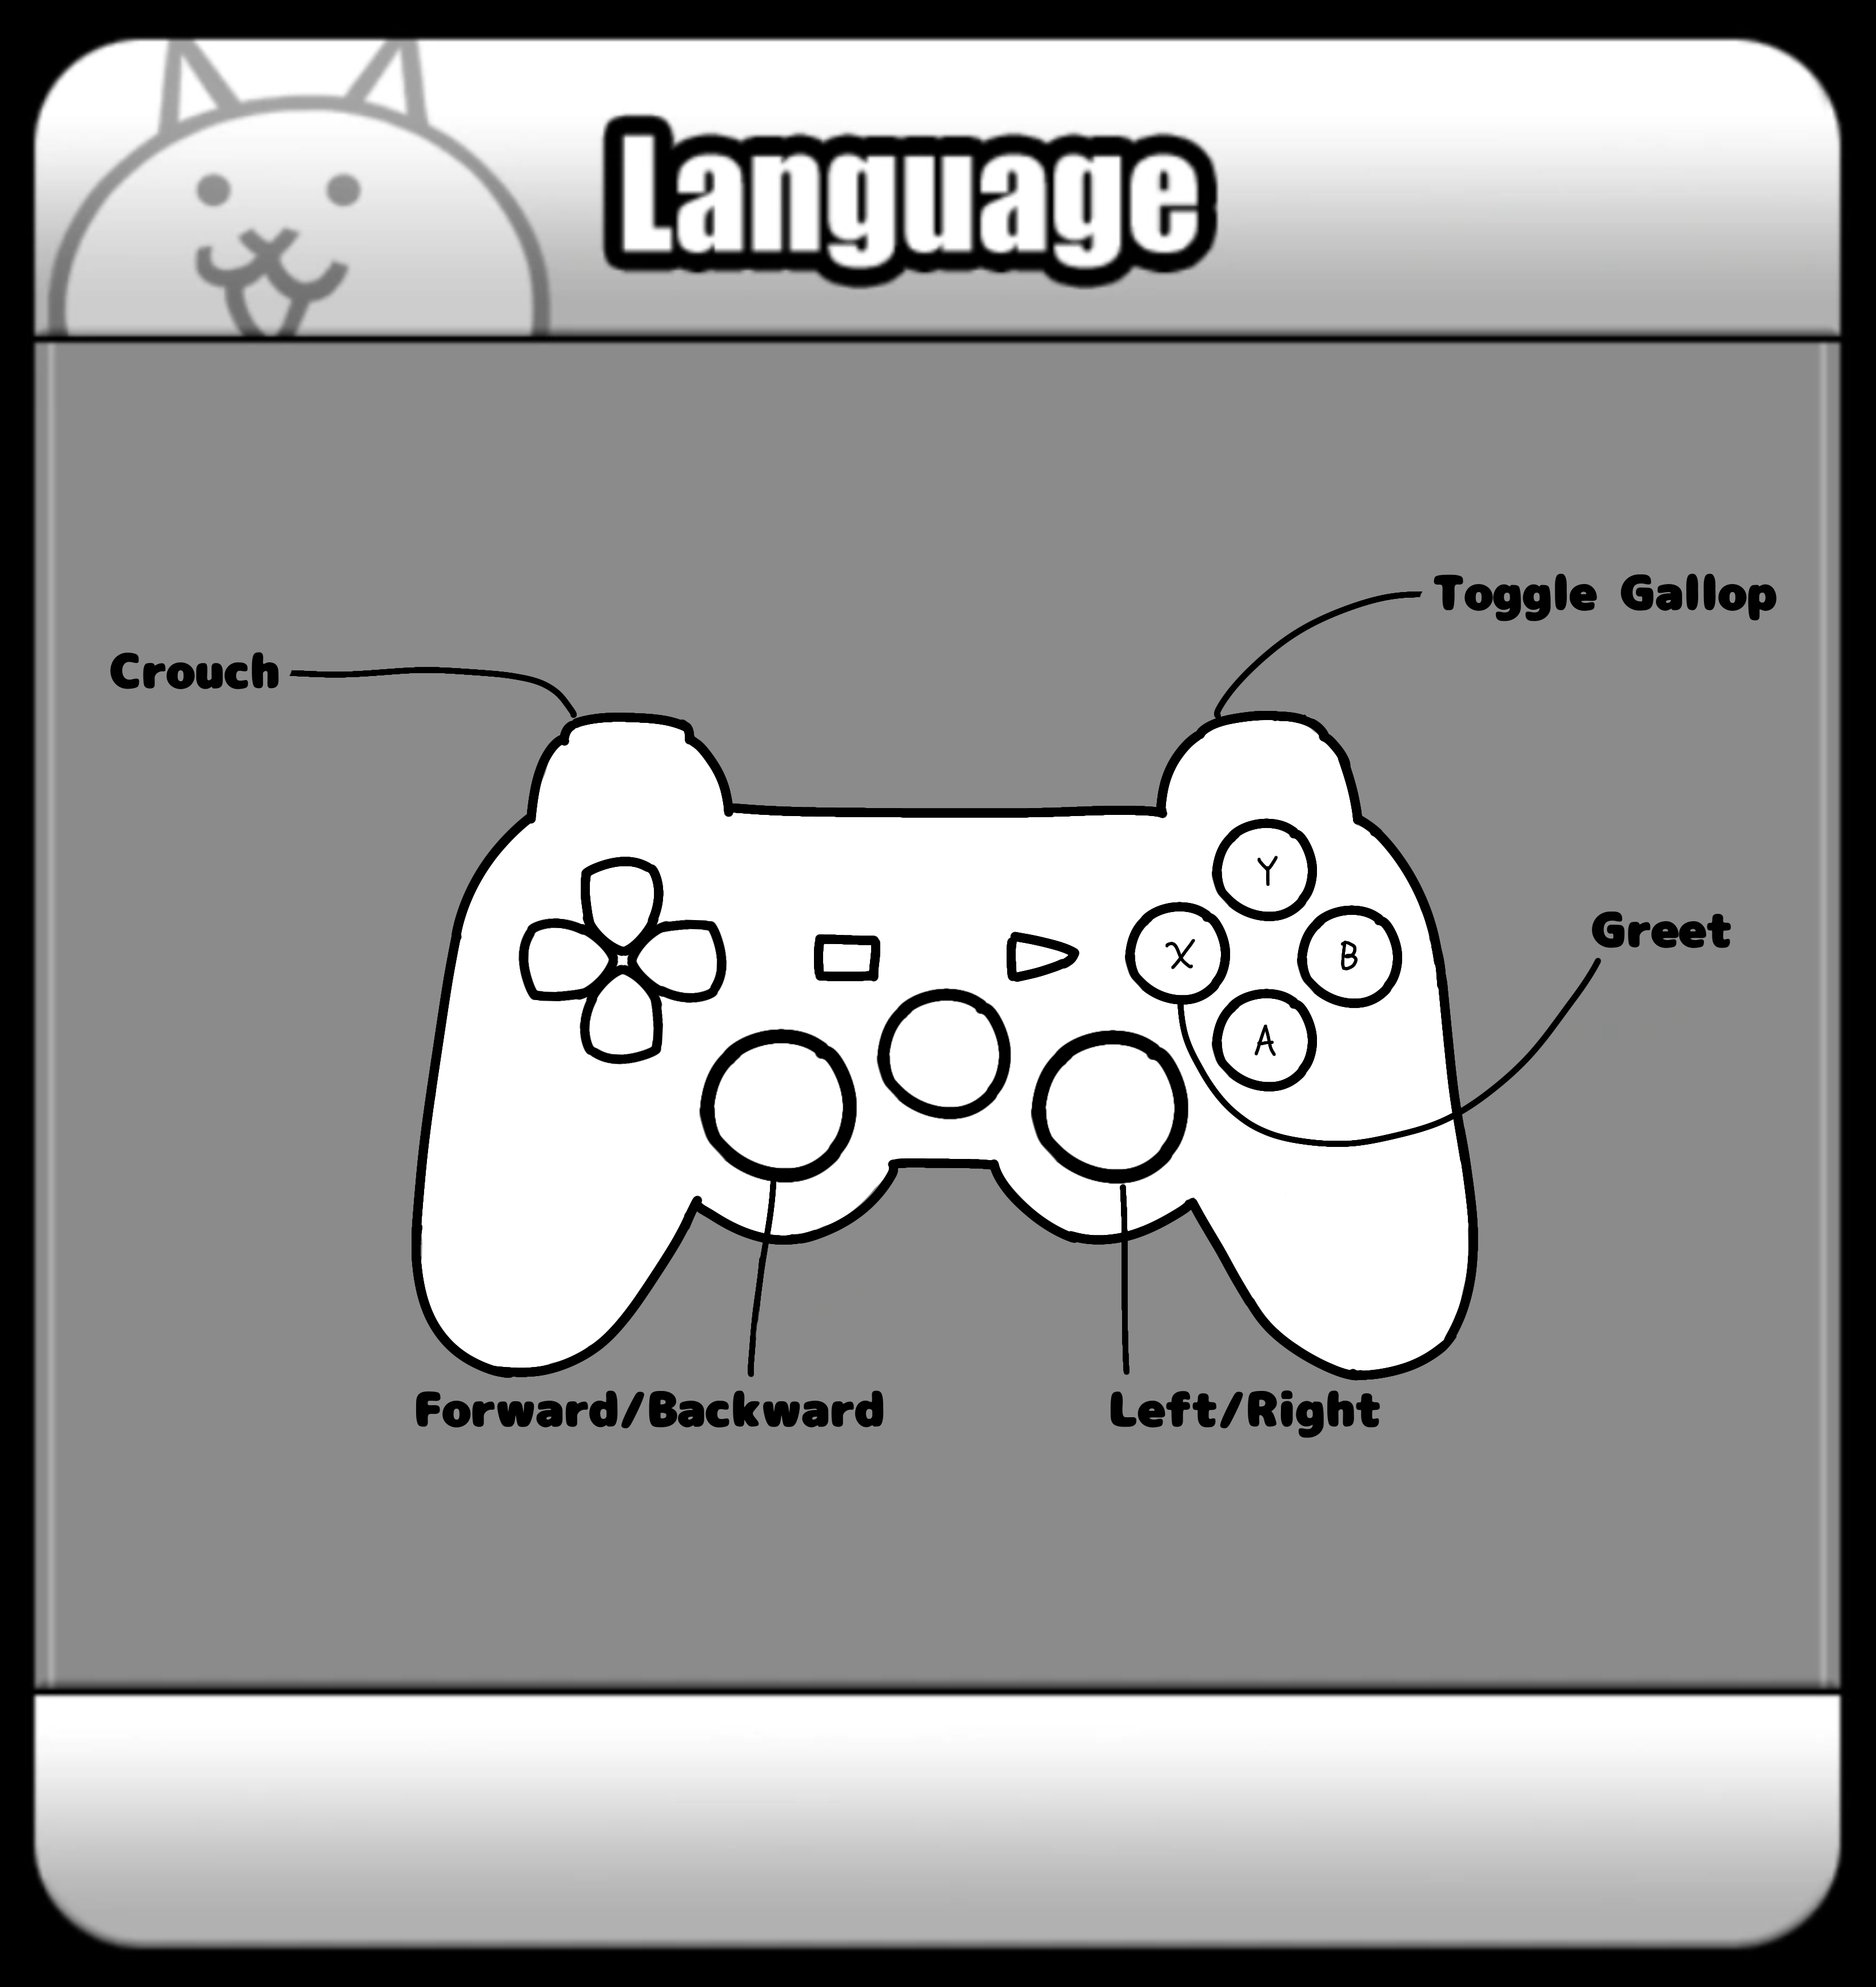 Language
Toggle Gallop
Crouch
Y
Greet
X
B
A
Forward/Backward
Left/Right